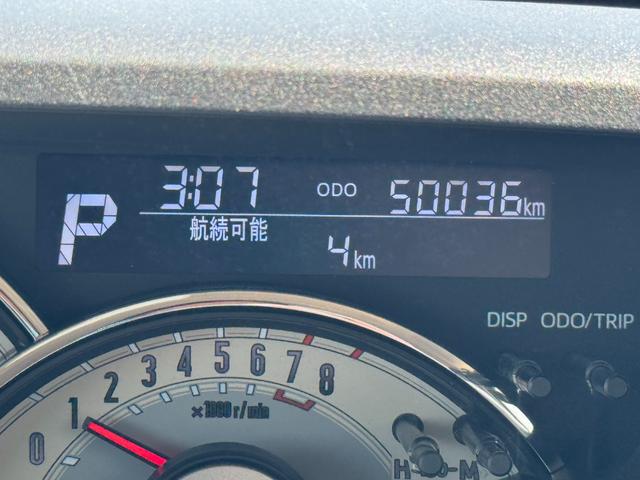 3:07 ODO 50036km
P
航続可能
4km
DISP ODO/TRIP
0 1 2 3 4 5 6 7 8
×1000 r/min